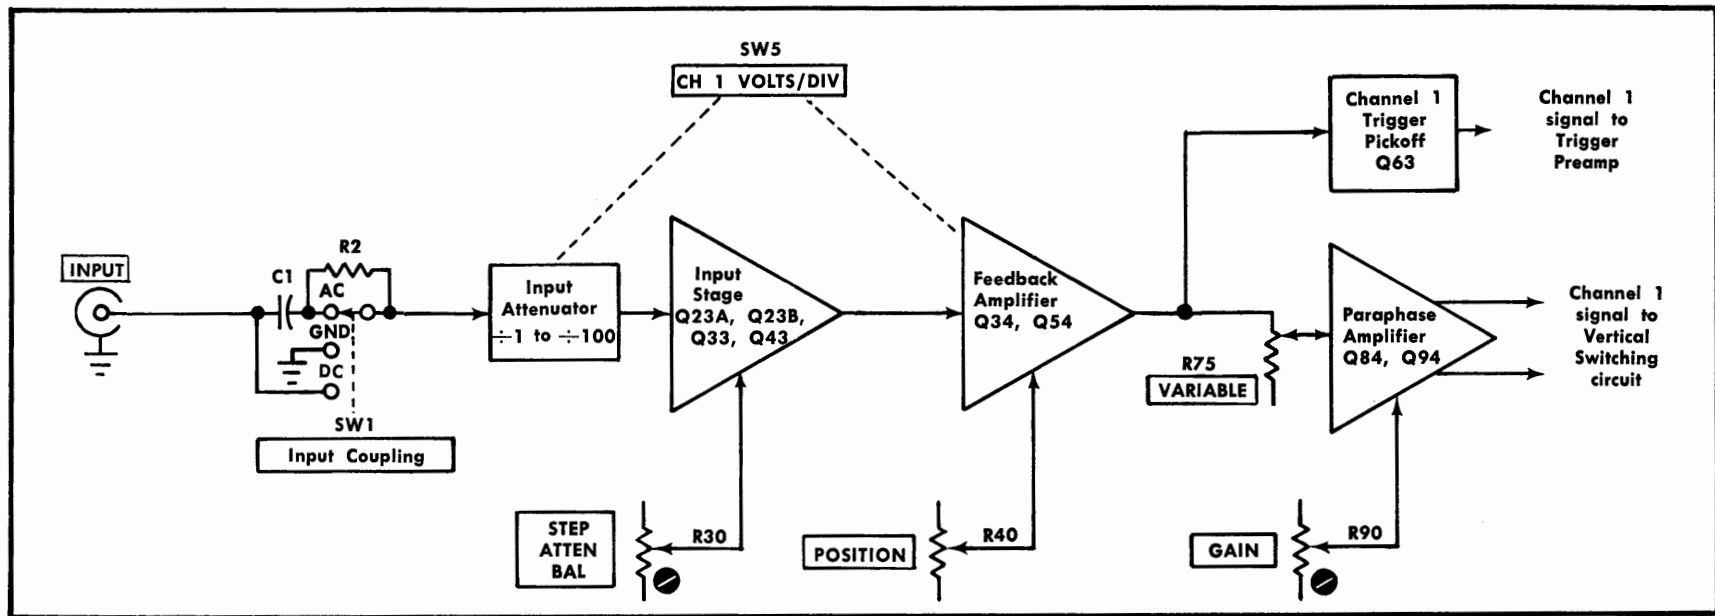 SW5
CH 1 VOLTS/DIV
Channel 1
Trigger
Pickoff
Q63
Channel 1
signal to
Trigger
Preamp
INPUT
C1
R2
AC
GND
DC
SW1
Input Coupling
Input
Attenuator
÷1 to ÷100
Input
Stage
Q23A, Q23B,
Q33, Q43
Feedback
Amplifier
Q34, Q54
R75
VARIABLE
Paraphase
Amplifier
Q84, Q94
Channel 1
signal to
Vertical
Switching
circuit
STEP
ATTEN
BAL
R30
POSITION
R40
GAIN
R90